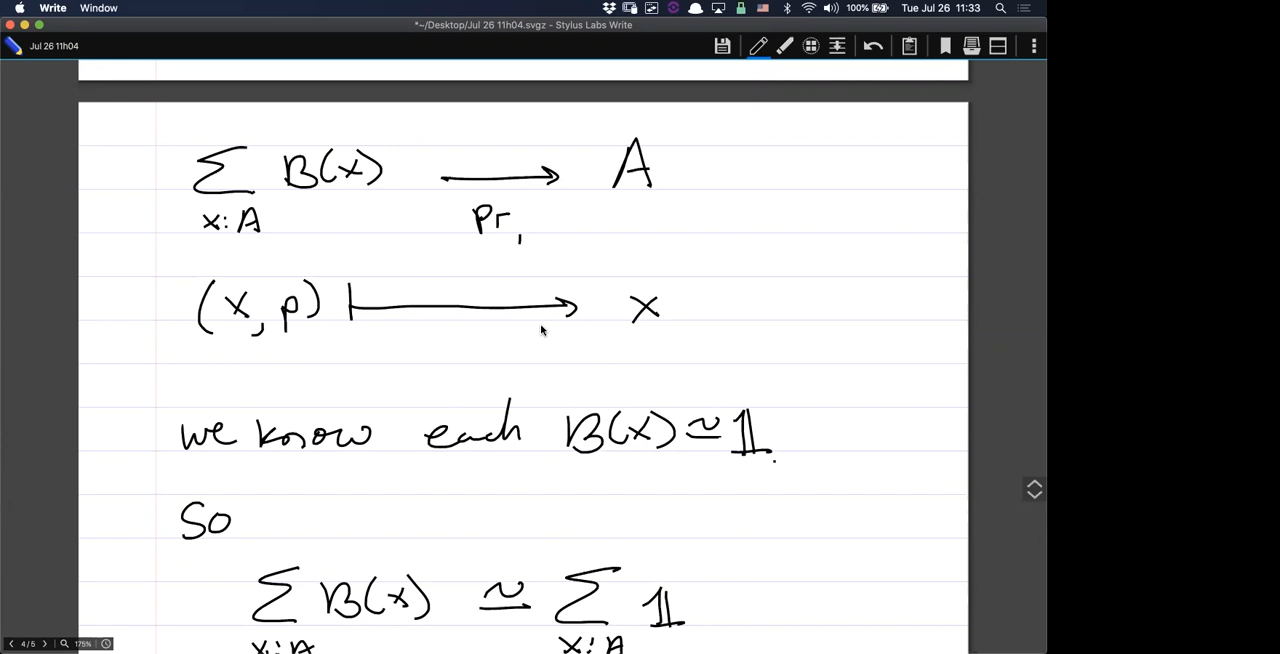 Write Window 100% Tue Jul 26 11:33
*~/Desktop/Jul 26 11h04.svgz - Stylus Labs Write
Jul 26 11h04
∑ B(x) ⟶ A
x:A pr₁
(x, p) ⟼ x
we know each B(x) ≃ 𝟙.
So
∑ B(x) ≃ ∑ 𝟙
x:A x:A
4/5 175%